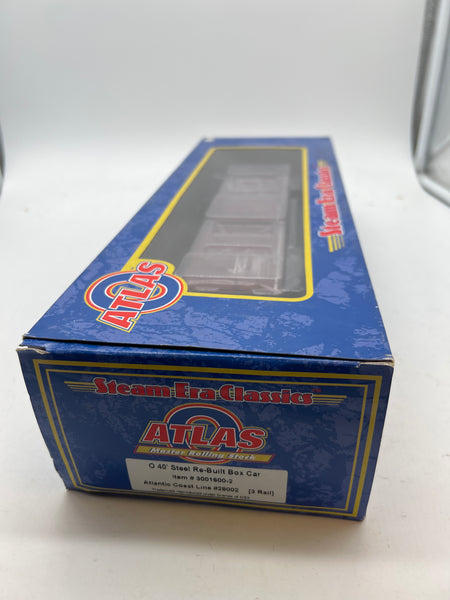 Steam Era Classics
ATLAS
Steam Era Classics
ATLAS
Master Rolling Stock
O 40' Steel Re-Built Box Car
Item # 3001600-2
Atlantic Coast Line #28002 [3 Rail]